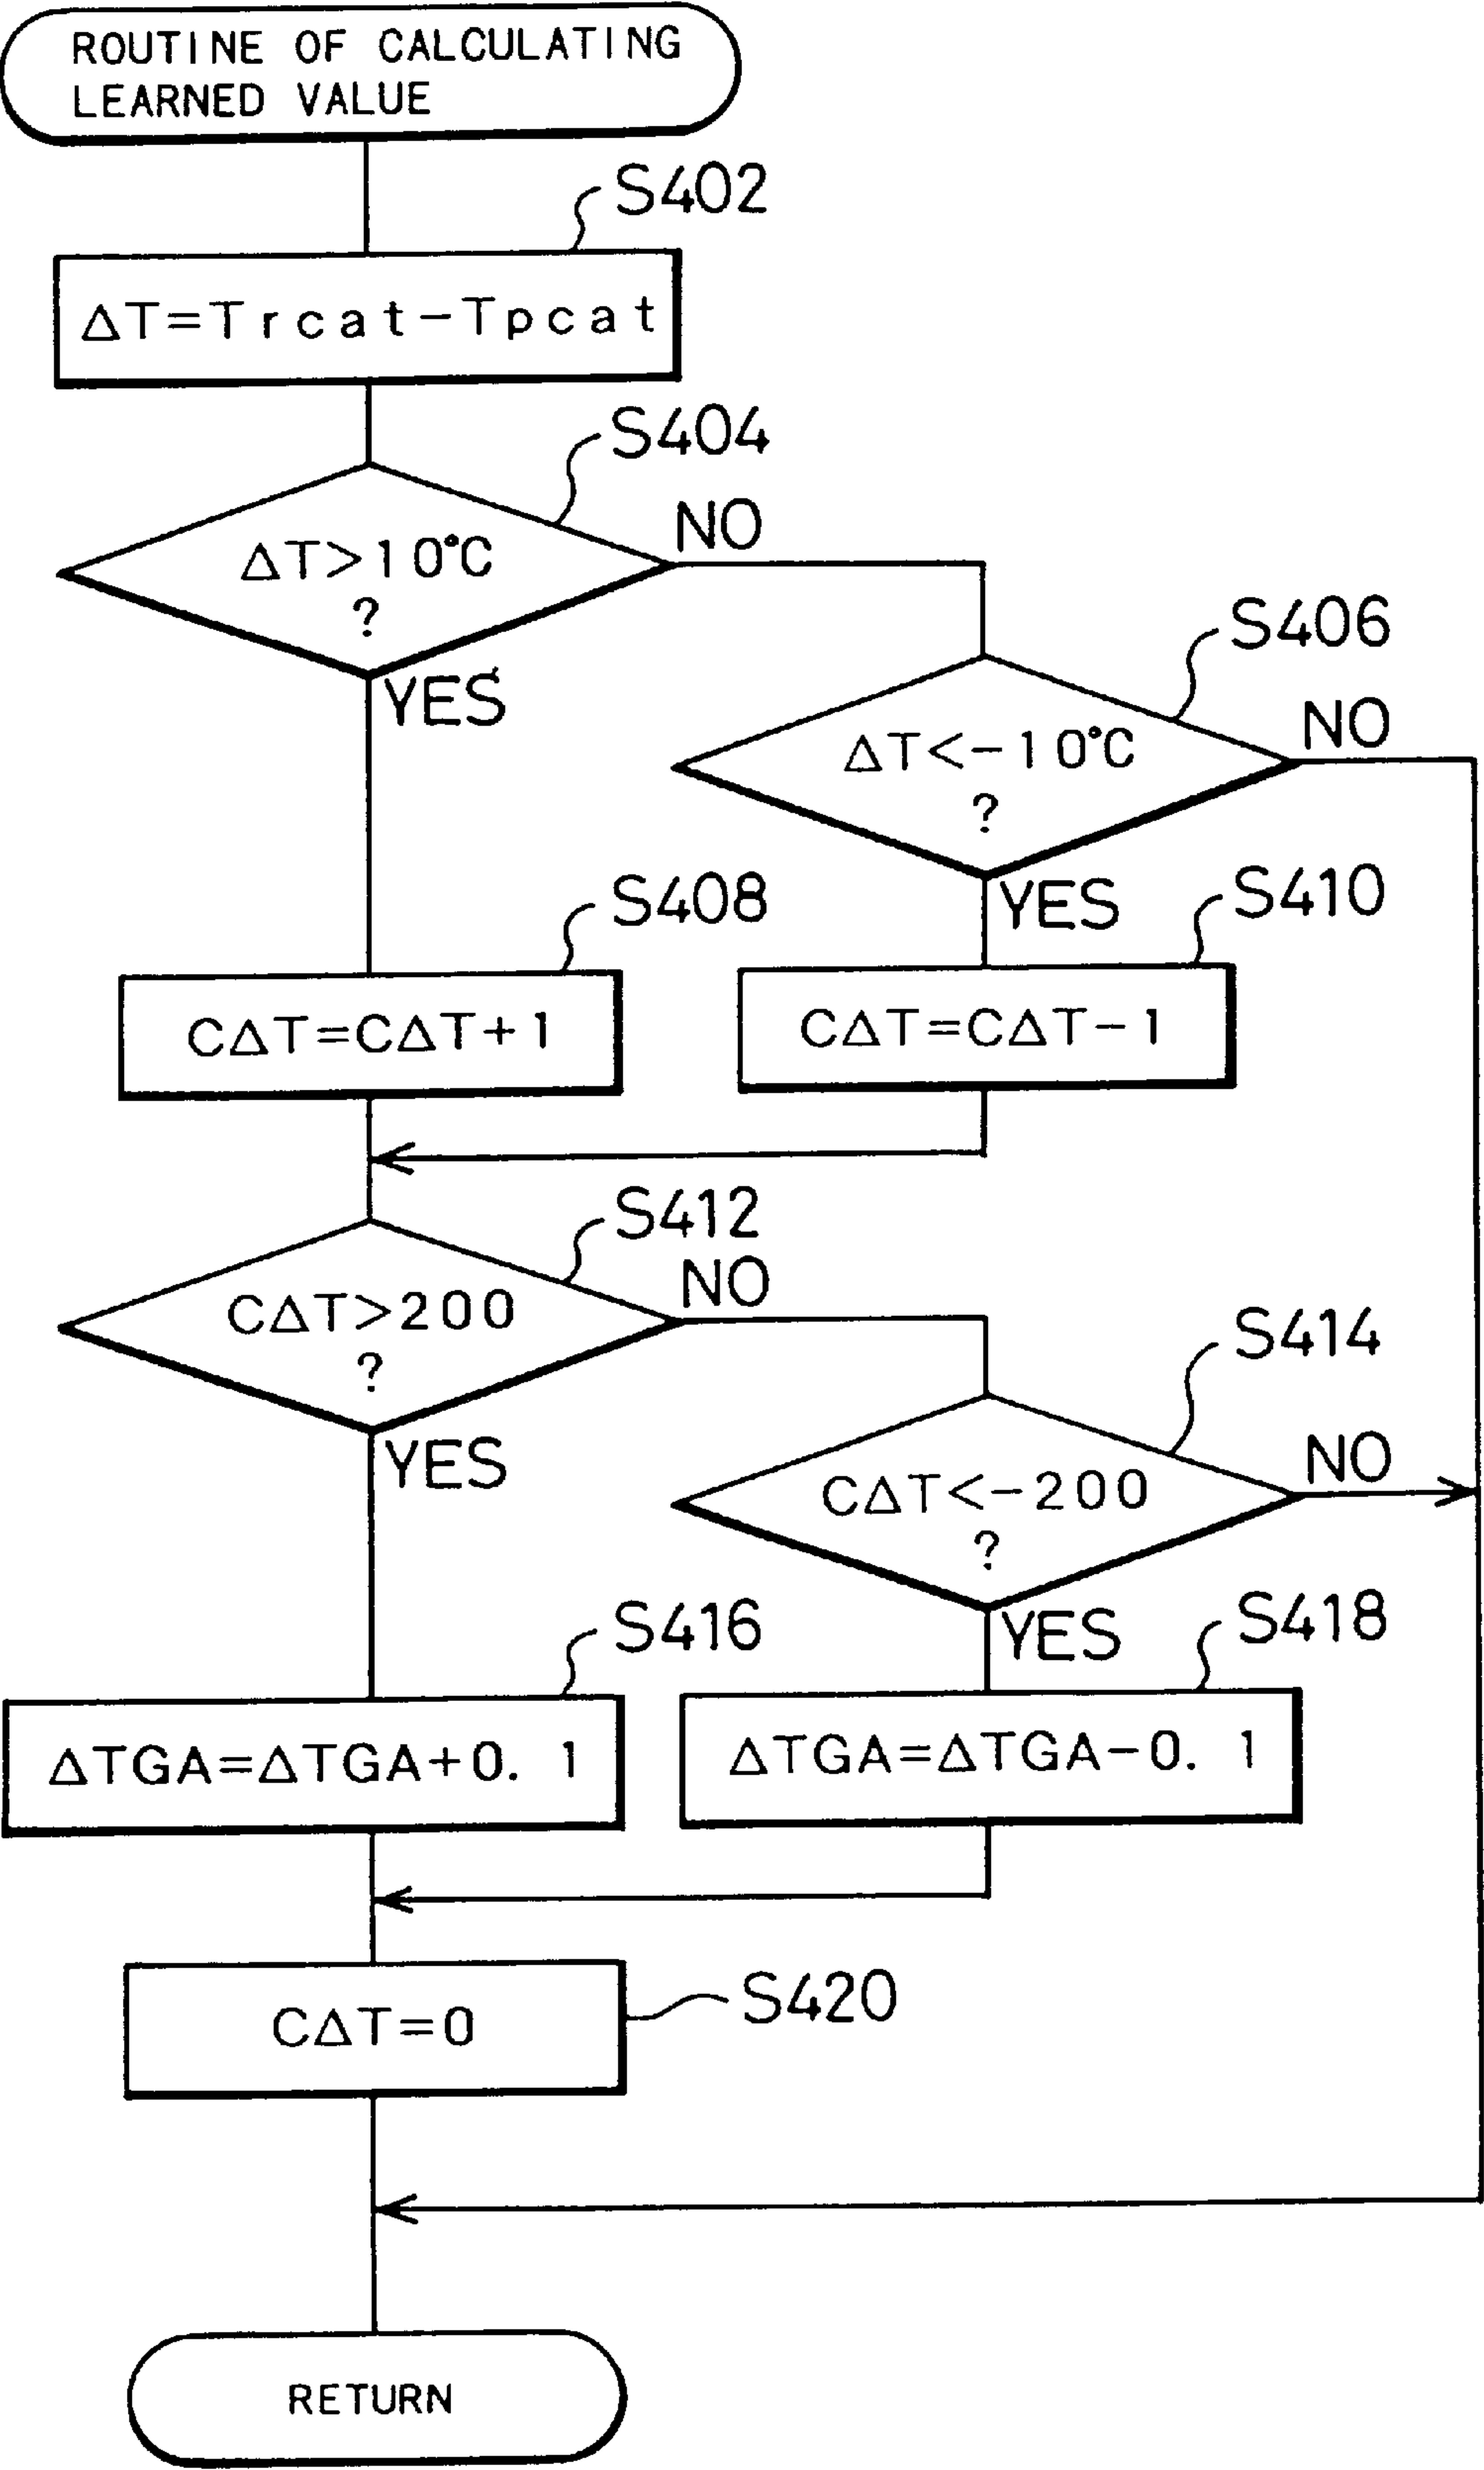 ROUTINE OF CALCULATING
LEARNED VALUE
S402
ΔT=Trcat-Tpcat
S404
ΔT>10℃
?
NO
YES
S406
ΔT<-10℃
?
NO
YES
S408
CΔT=CΔT+1
S410
CΔT=CΔT-1
S412
CΔT>200
?
NO
YES
S414
CΔT<-200
?
NO
YES
S416
ΔTGA=ΔTGA+0.1
S418
ΔTGA=ΔTGA-0.1
S420
CΔT=0
RETURN